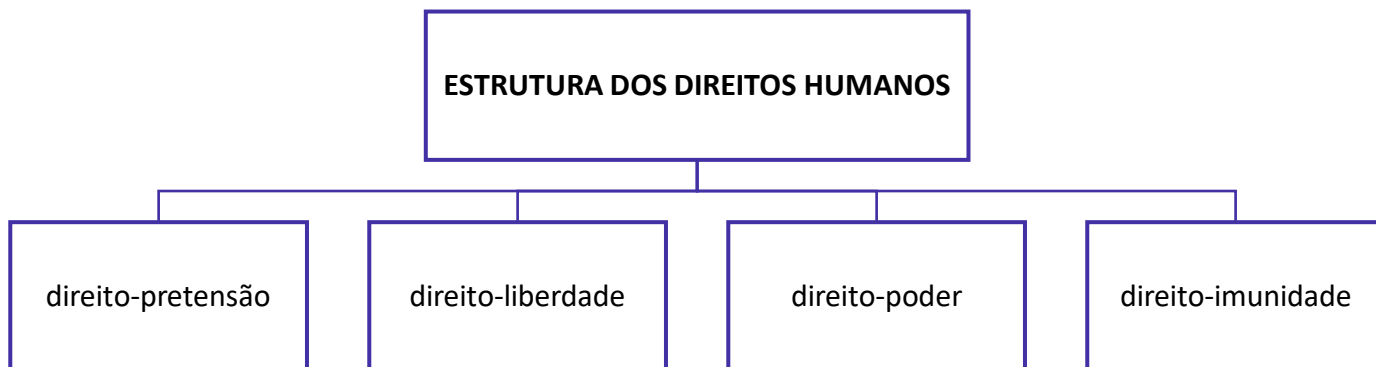 ESTRUTURA DOS DIREITOS HUMANOS
direito-pretensão
direito-liberdade
direito-poder
direito-imunidade